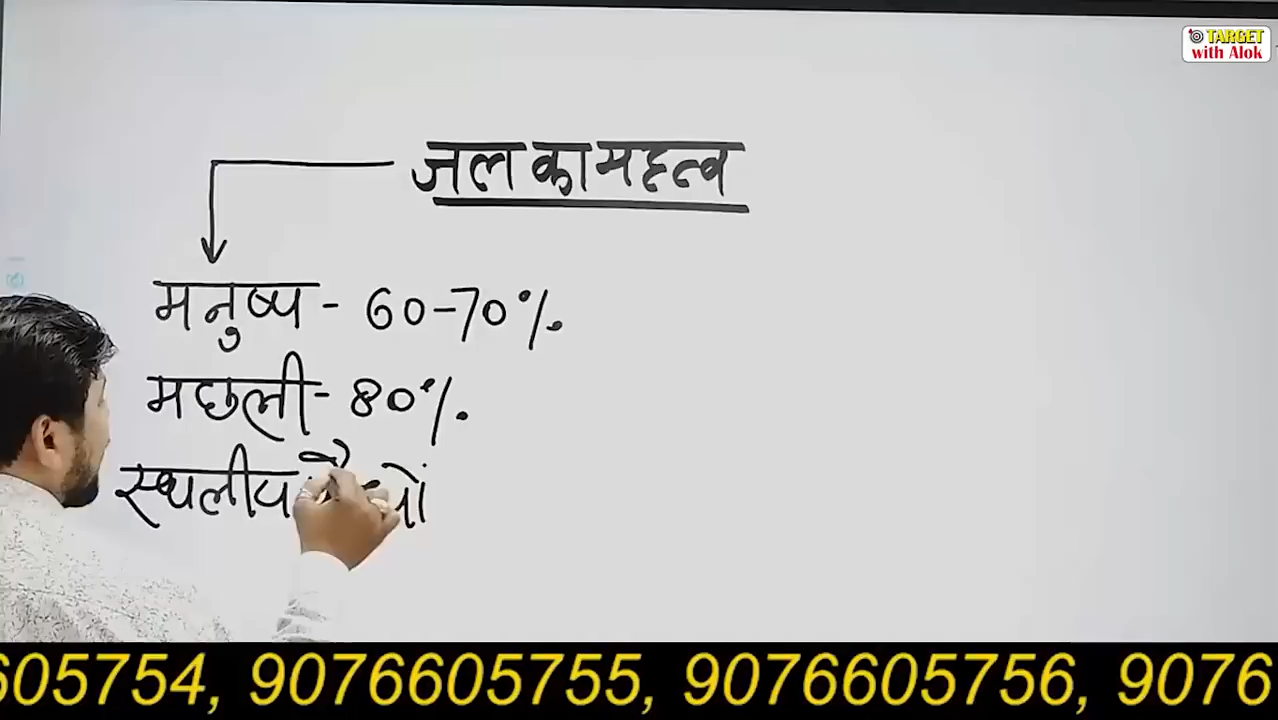 TARGET
with Alok
जल का महत्व
मनुष्य - 60-70%
मछली - 80%
स्थलीय
605754, 9076605755, 9076605756, 9076